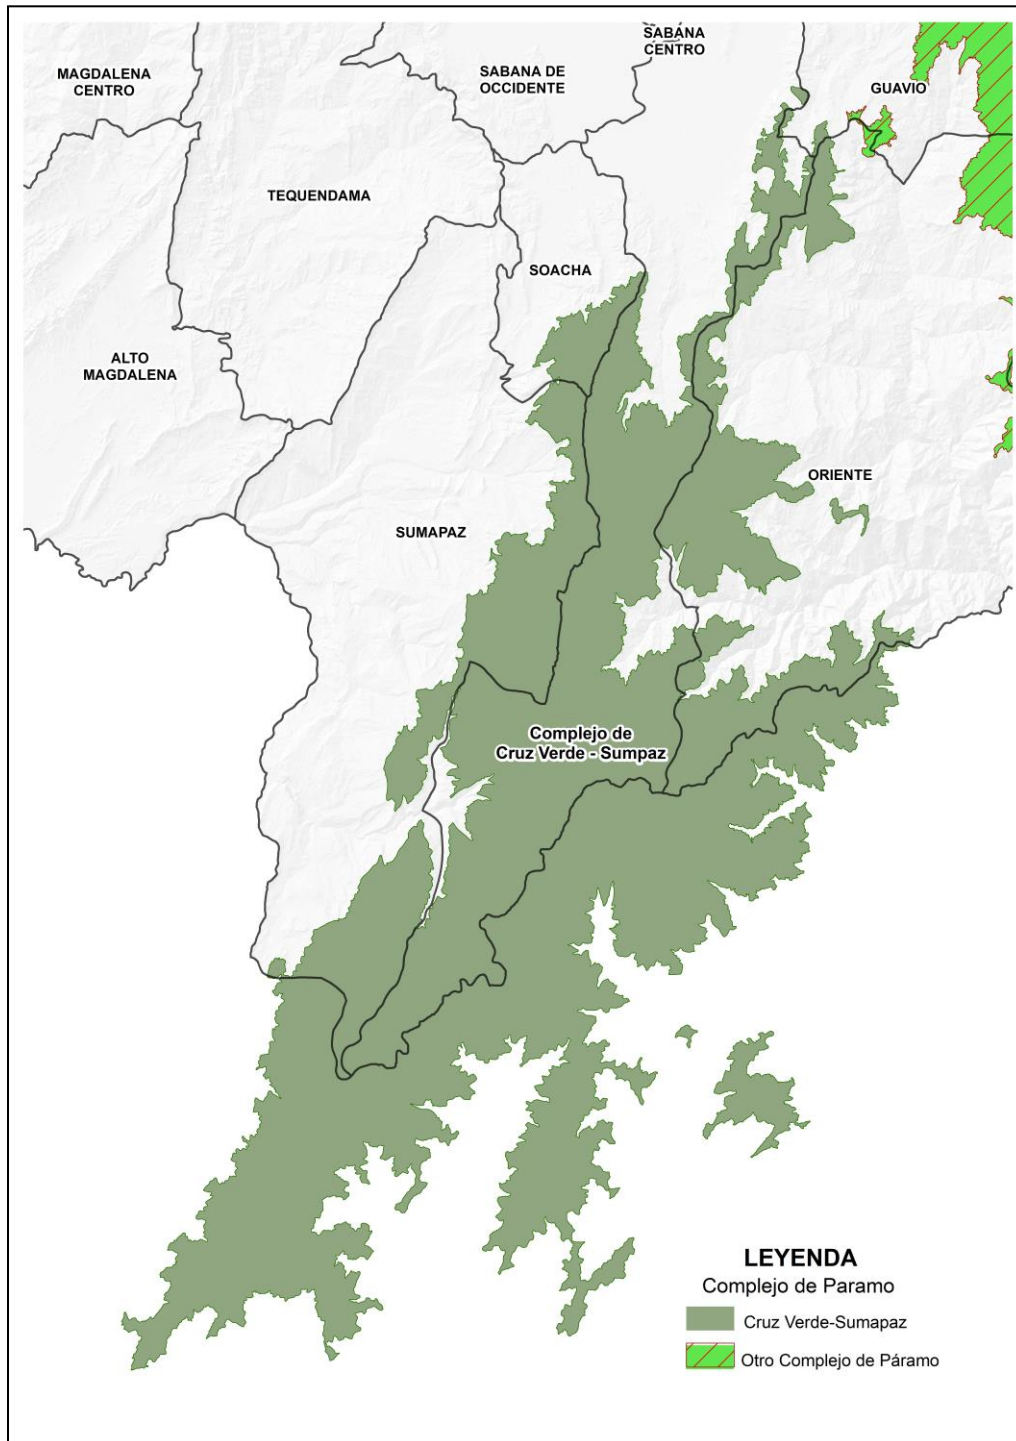 SABANA
CENTRO
MAGDALENA
CENTRO
SABANA DE
OCCIDENTE
GUAVIO
TEQUENDAMA
SOACHA
ALTO
MAGDALENA
ORIENTE
SUMAPAZ
Complejo de
Cruz Verde - Sumpaz
LEYENDA
Complejo de Paramo
Cruz Verde-Sumapaz
Otro Complejo de Páramo